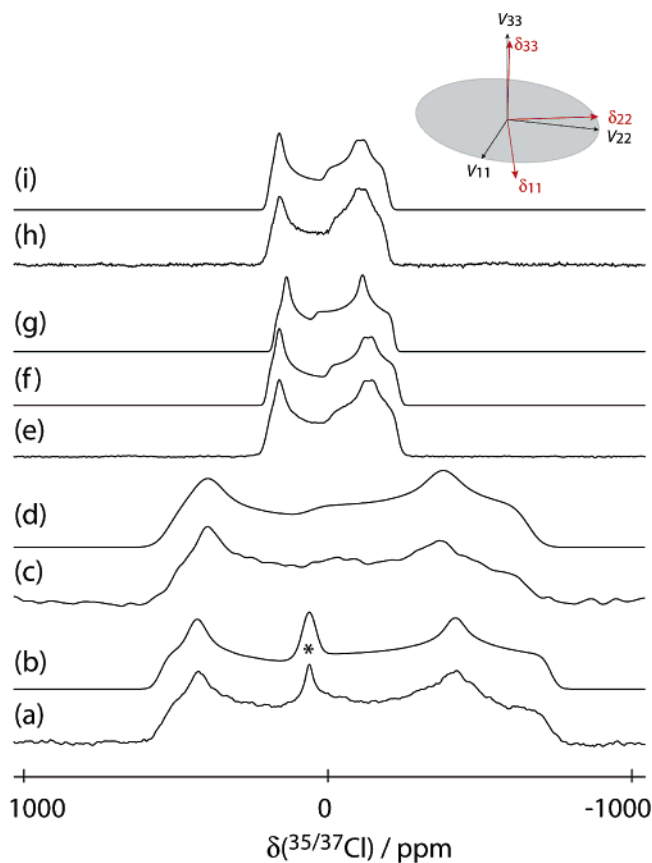 V33
δ33
δ22
V22
V11
δ11
(i)
(h)
(g)
(f)
(e)
(d)
(c)
(b)
*
(a)
1000 0 -1000
δ(35/37Cl) / ppm